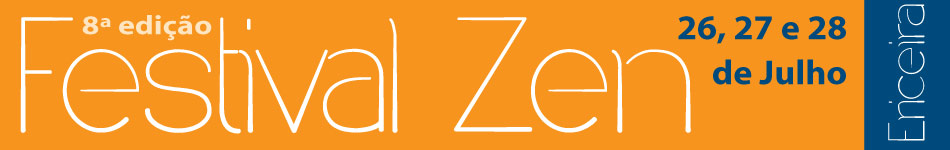 8ª edição
Festival Zen
26, 27 e 28
de Julho
Ericeira